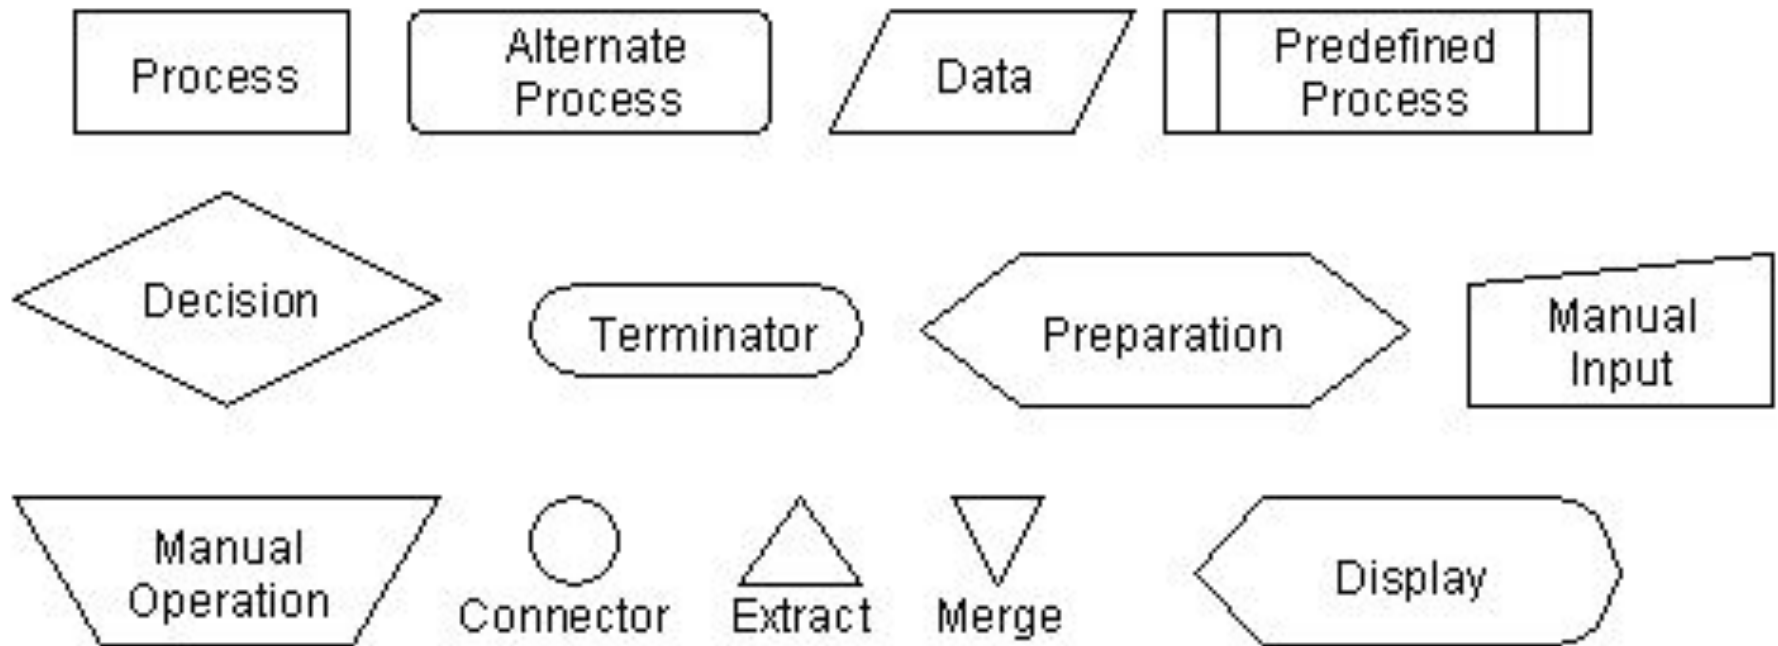 Process
Alternate
Process
Data
Predefined
Process
Decision
Terminator
Preparation
Manual
Input
Manual
Operation
Connector
Extract
Merge
Display